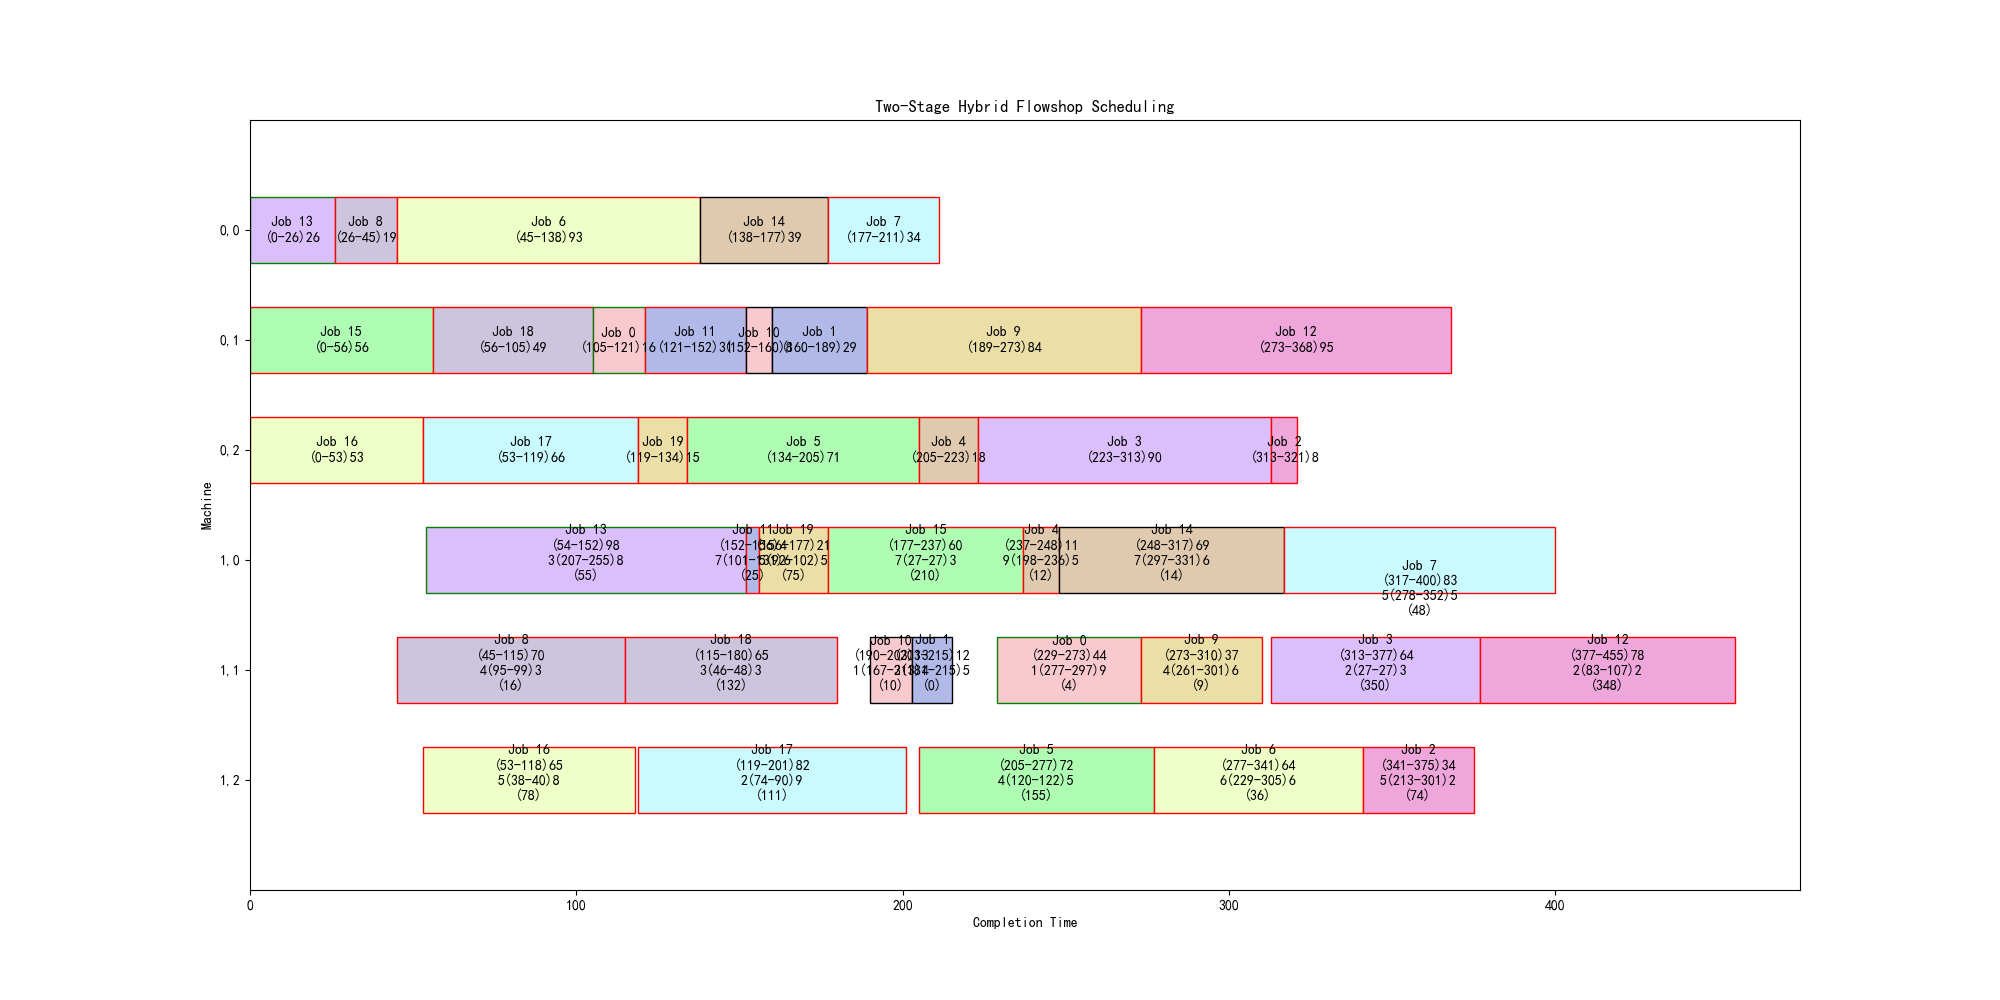 Two-Stage Hybrid Flowshop Scheduling
Machine
0,0
Job 13
(0-26)26
Job 8
(26-45)19
Job 6
(45-138)93
Job 14
(138-177)39
Job 7
(177-211)34
0,1
Job 15
(0-56)56
Job 18
(56-105)49
Job 0
(105-121)16
Job 11
(121-152)31
Job 10
(152-160)8
Job 1
(160-189)29
Job 9
(189-273)84
Job 12
(273-368)95
0,2
Job 16
(0-53)53
Job 17
(53-119)66
Job 19
(119-134)15
Job 5
(134-205)71
Job 4
(205-223)18
Job 3
(223-313)90
Job 2
(313-321)8
1,0
Job 13
(54-152)98
3(207-255)8
(55)
Job 11
(152-156)4
(25)
Job 19
(156-177)21
(75)
Job 15
(177-237)60
7(27-27)3
(210)
Job 4
(237-248)11
9(198-236)5
(12)
Job 14
(248-317)69
7(297-331)6
(14)
Job 7
(317-400)83
5(278-352)5
(48)
1,1
Job 8
(45-115)70
4(95-99)3
(16)
Job 18
(115-180)65
3(46-48)3
(132)
Job 10
(190-203)13
(10)
Job 1
(203-215)12
(0)
Job 0
(229-273)44
1(277-297)9
(4)
Job 9
(273-310)37
4(261-301)6
(9)
Job 3
(313-377)64
2(27-27)3
(350)
Job 12
(377-455)78
2(83-107)2
(348)
1,2
Job 16
(53-118)65
5(38-40)8
(78)
Job 17
(119-201)82
2(74-90)9
(111)
Job 5
(205-277)72
4(120-122)5
(155)
Job 6
(277-341)64
6(229-305)6
(36)
Job 2
(341-375)34
5(213-301)2
(74)
0
100
200
300
400
Completion Time